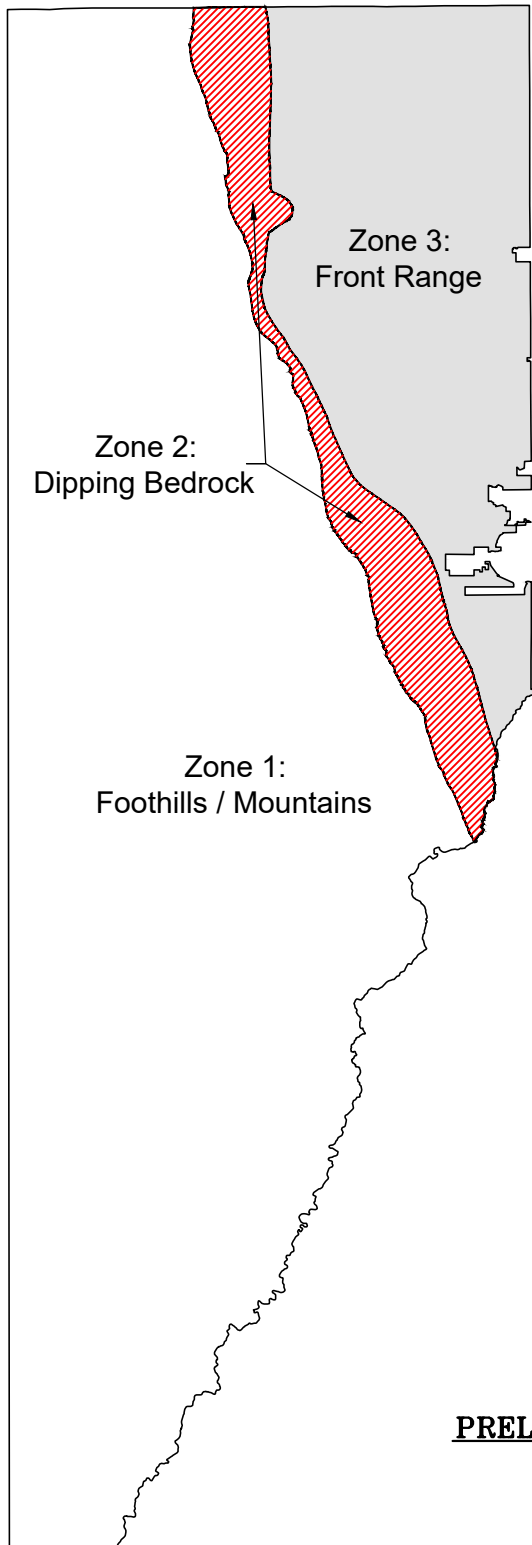 Zone 3:
Front Range
Zone 2:
Dipping Bedrock
Zone 1:
Foothills / Mountains
PREL